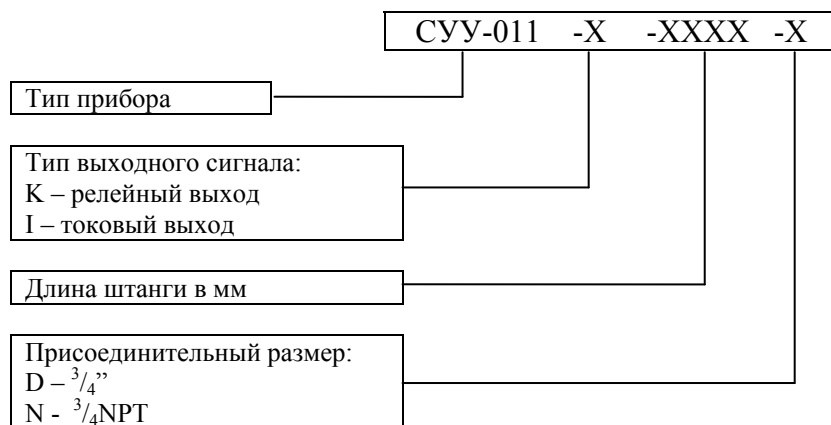 СУУ-011 -Х -ХХХХ -Х
Тип прибора
Тип выходного сигнала:
К – релейный выход
I – токовый выход
Длина штанги в мм
Присоединительный размер:
D – 3/4”
N - 3/4NPT